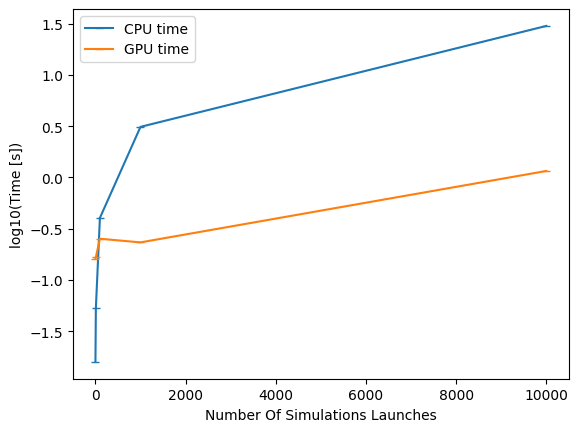 CPU time
GPU time
1.5
1.0
0.5
0.0
−0.5
−1.0
−1.5
log10(Time [s])
0 2000 4000 6000 8000 10000
Number Of Simulations Launches